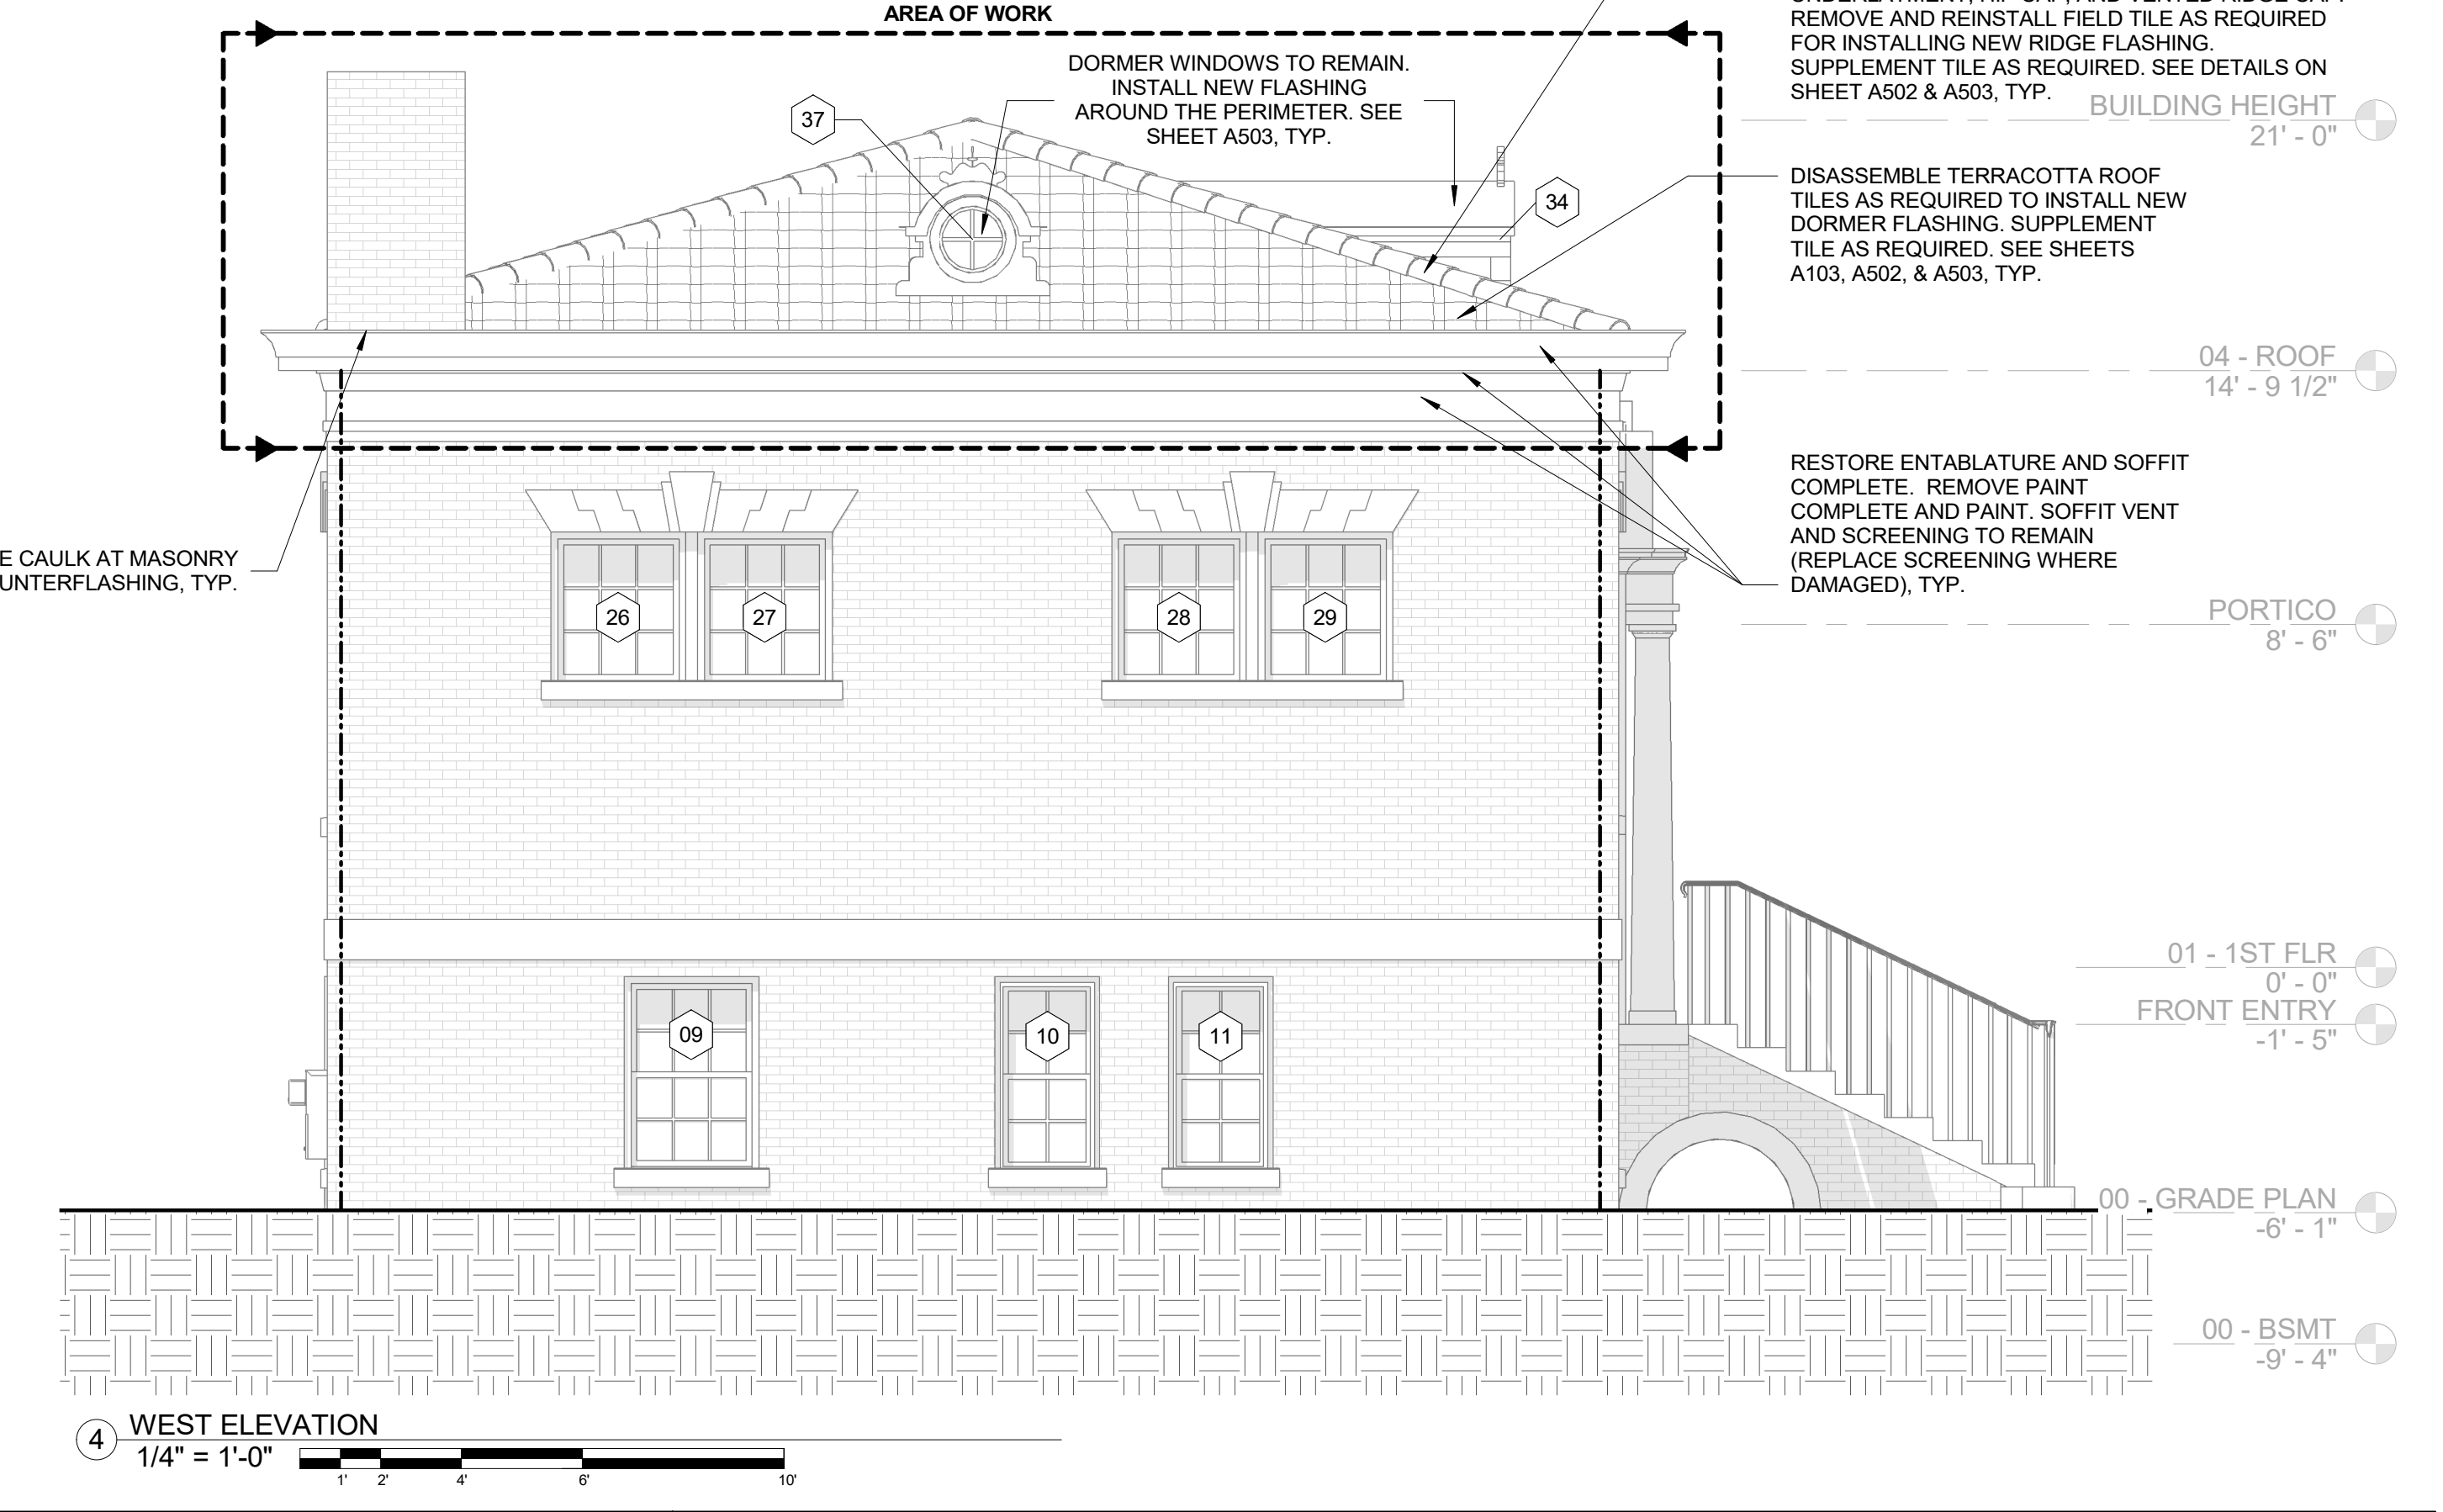 AREA OF WORK
REMOVE AND REINSTALL FIELD TILE AS REQUIRED
FOR INSTALLING NEW RIDGE FLASHING.
SUPPLEMENT TILE AS REQUIRED. SEE DETAILS ON
SHEET A502 & A503, TYP.
DORMER WINDOWS TO REMAIN.
INSTALL NEW FLASHING
AROUND THE PERIMETER. SEE
SHEET A503, TYP.
37
34
BUILDING HEIGHT
21' - 0"
DISASSEMBLE TERRACOTTA ROOF
TILES AS REQUIRED TO INSTALL NEW
DORMER FLASHING. SUPPLEMENT
TILE AS REQUIRED. SEE SHEETS
A103, A502, & A503, TYP.
04 - ROOF
14' - 9 1/2"
RESTORE ENTABLATURE AND SOFFIT
COMPLETE.  REMOVE PAINT
COMPLETE AND PAINT. SOFFIT VENT
AND SCREENING TO REMAIN
(REPLACE SCREENING WHERE
DAMAGED), TYP.
E CAULK AT MASONRY
UNTERFLASHING, TYP.
26
27
28
29
PORTICO
8' - 6"
01 - 1ST FLR
0' - 0"
FRONT ENTRY
-1' - 5"
09
10
11
00 - GRADE PLAN
-6' - 1"
00 - BSMT
-9' - 4"
4
WEST ELEVATION
1/4" = 1'-0"
1' 2' 4' 6' 10'